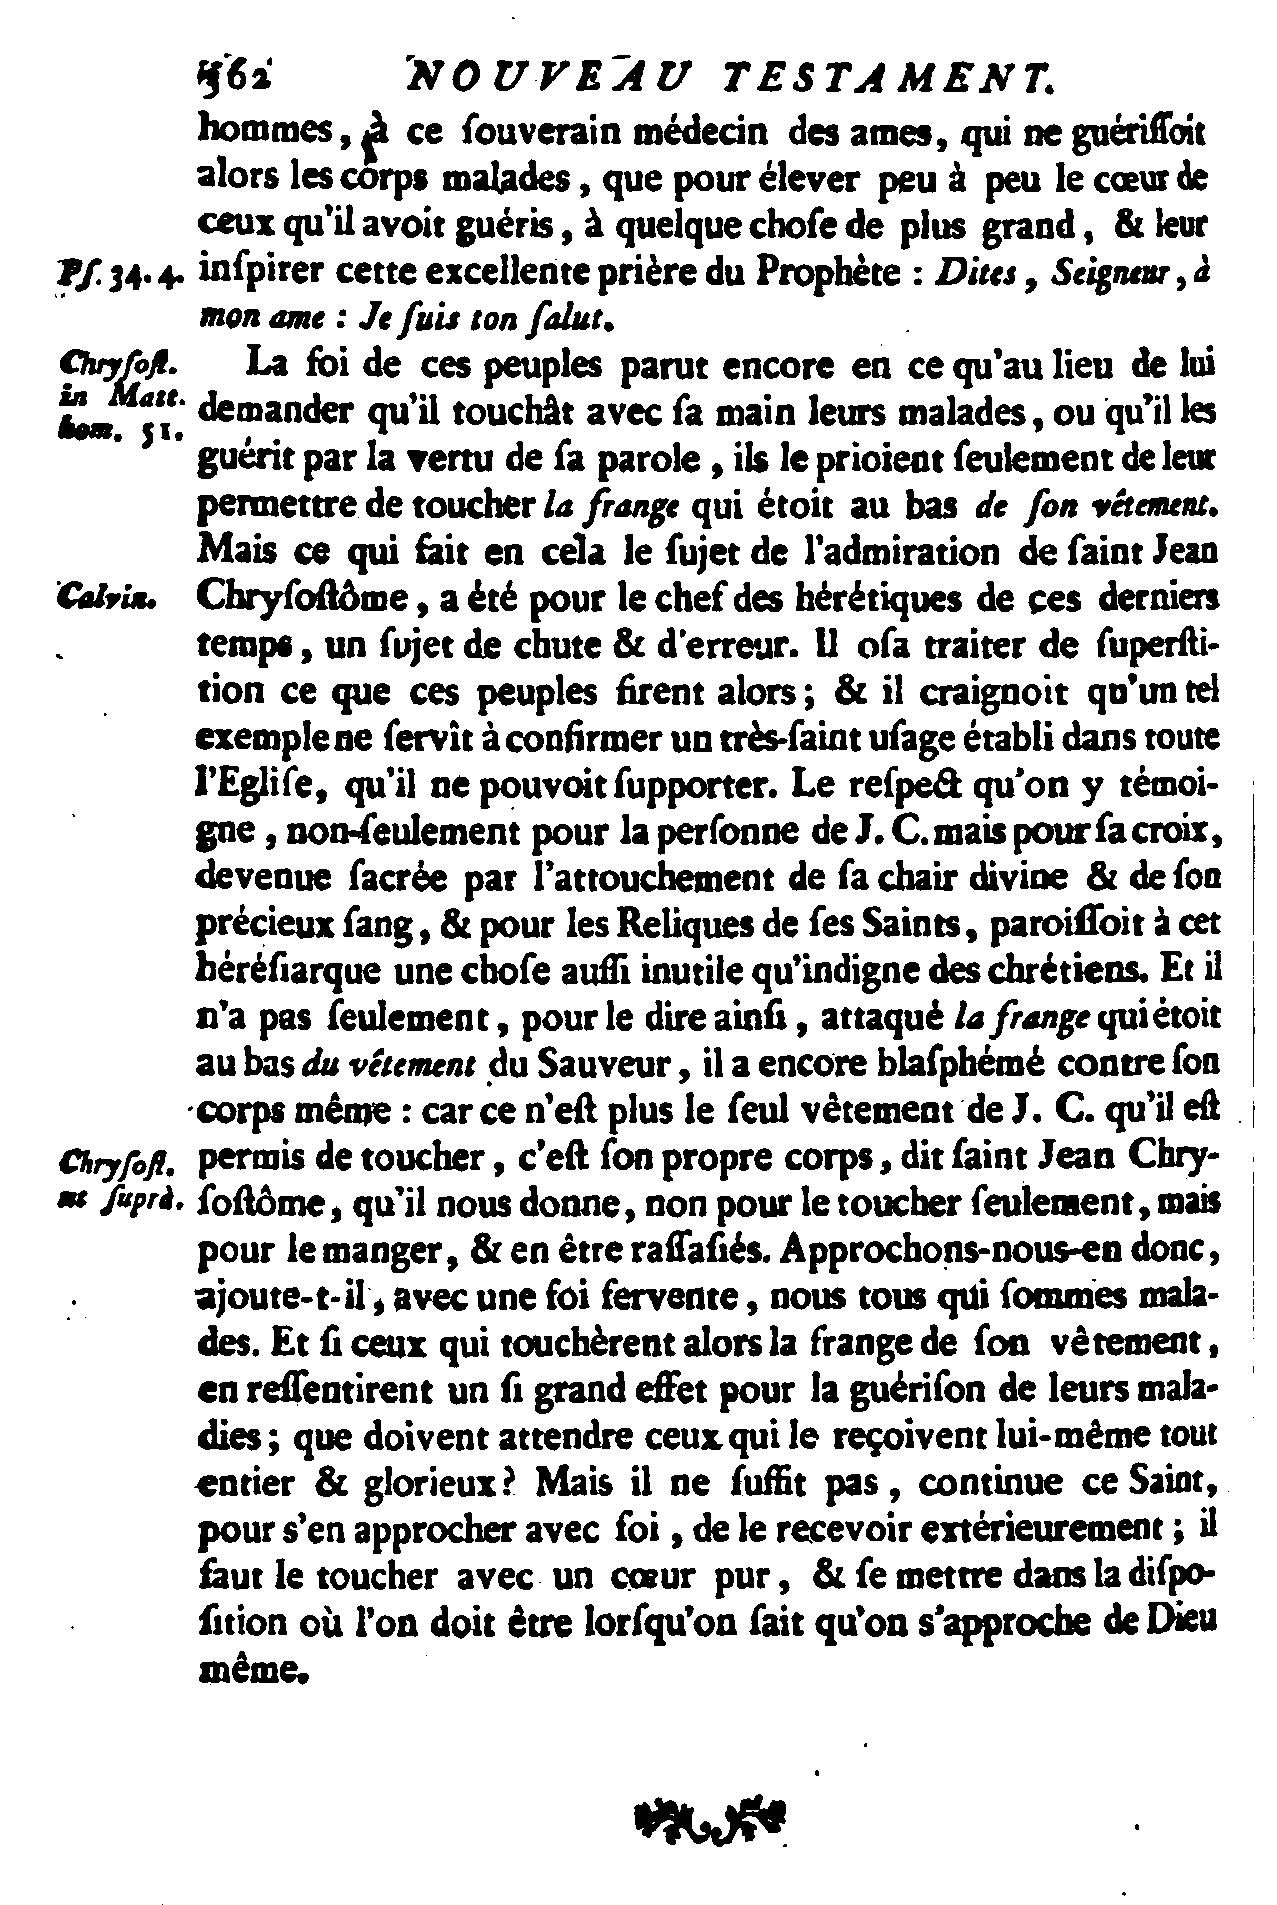 562 NOUVEAU TESTAMENT.
hommes, à ce ſouverain médecin des ames, qui ne guériſſoit
alors les corps malades, que pour élever peu à peu le cœur de
ceux qu'il avoit guéris, à quelque choſe de plus grand, & leur
Pſ. 34. 4. inſpirer cette excellente prière du Prophète : Dites, Seigneur, à
mon ame : Je ſuis ton ſalut.
Chryſoſt.
in Matt.
hom. 51.
La foi de ces peuples parut encore en ce qu'au lieu de lui
demander qu'il touchât avec ſa main leurs malades, ou qu'il les
guérit par la vertu de ſa parole, ils le prioient ſeulement de leur
permettre de toucher la frange qui étoit au bas de ſon vêtement.
Mais ce qui fait en cela le ſujet de l'admiration de ſaint Jean
Calvin. Chryſoſtôme, a été pour le chef des hérétiques de ces derniers
temps, un ſujet de chute & d'erreur. Il oſa traiter de ſuperſti-
tion ce que ces peuples firent alors ; & il craignoit qu'un tel
exemple ne ſervît à confirmer un très-ſaint uſage établi dans toute
l'Egliſe, qu'il ne pouvoit ſupporter. Le reſpect qu'on y témoi-
gne, non-ſeulement pour la perſonne de J. C. mais pour ſa croix,
devenue ſacrée par l'attouchement de ſa chair divine & de ſon
précieux ſang, & pour les Reliques de ſes Saints, paroiſſoit à cet
héréſiarque une choſe auſſi inutile qu'indigne des chrétiens. Et il
n'a pas ſeulement, pour le dire ainſi, attaqué la frange qui étoit
au bas du vêtement du Sauveur, il a encore blaſphémé contre ſon
corps même : car ce n'eſt plus le ſeul vêtement de J. C. qu'il eſt
Chryſoſt.
ut ſuprà.
permis de toucher, c'eſt ſon propre corps, dit ſaint Jean Chry-
ſoſtôme, qu'il nous donne, non pour le toucher ſeulement, mais
pour le manger, & en être raſſaſiés. Approchons-nous-en donc,
ajoute-t-il, avec une foi fervente, nous tous qui ſommes mala-
des. Et ſi ceux qui touchèrent alors la frange de ſon vêtement,
en reſſentirent un ſi grand effet pour la guériſon de leurs mala-
dies ; que doivent attendre ceux qui le reçoivent lui-même tout
entier & glorieux ? Mais il ne ſuffit pas, continue ce Saint,
pour s'en approcher avec foi, de le recevoir extérieurement ; il
faut le toucher avec un cœur pur, & ſe mettre dans la diſpo-
ſition où l'on doit être lorſqu'on ſait qu'on s'approche de Dieu
même.